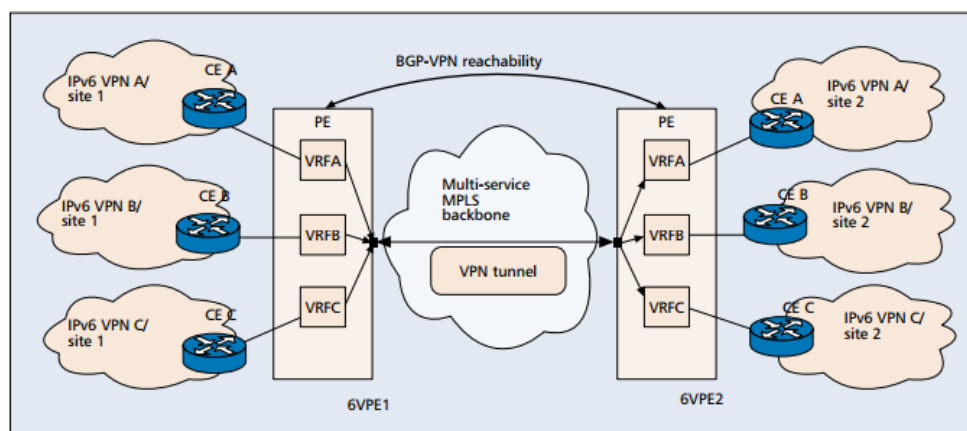 BGP-VPN reachability
IPv6 VPN A/
site 1
CE A
PE
VRFA
IPv6 VPN B/
site 1
CE B
VRFB
IPv6 VPN C/
site 1
CE C
VRFC
6VPE1
Multi-service
MPLS
backbone
VPN tunnel
PE
VRFA
VRFB
VRFC
6VPE2
CE A
IPv6 VPN A/
site 2
CE B
IPv6 VPN B/
site 2
CE C
IPv6 VPN C/
site 2